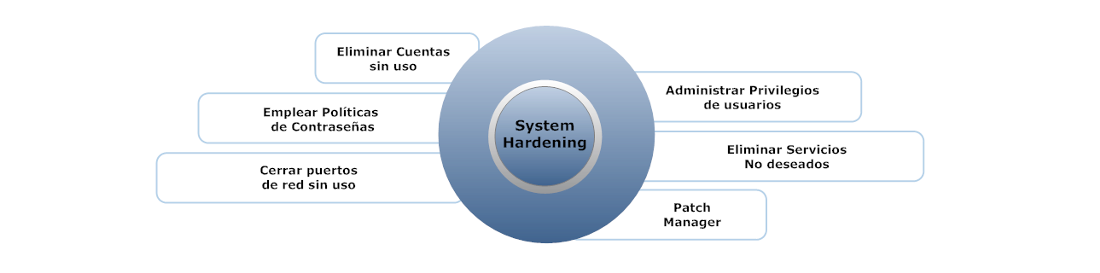 Eliminar Cuentas
sin uso
Emplear Políticas
de Contraseñas
Cerrar puertos
de red sin uso
System
Hardening
Administrar Privilegios
de usuarios
Eliminar Servicios
No deseados
Patch
Manager